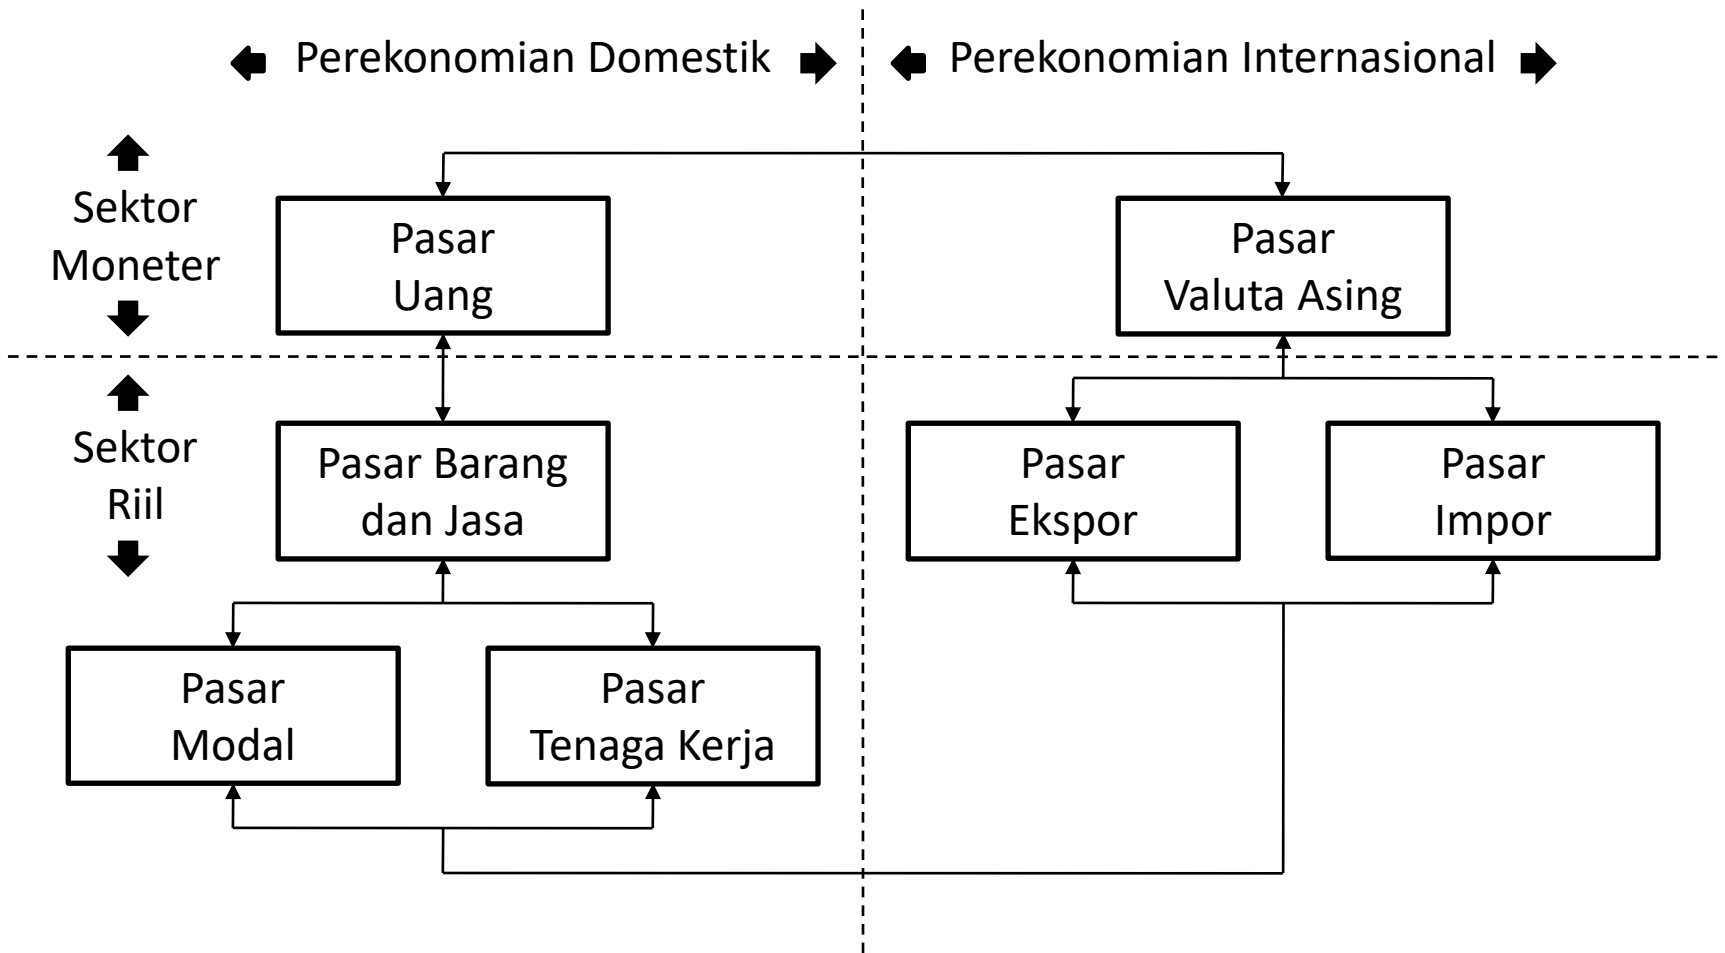 Perekonomian Domestik
Perekonomian Internasional
Sektor
Moneter
Pasar
Uang
Pasar
Valuta Asing
Sektor
Riil
Pasar Barang
dan Jasa
Pasar
Ekspor
Pasar
Impor
Pasar
Modal
Pasar
Tenaga Kerja